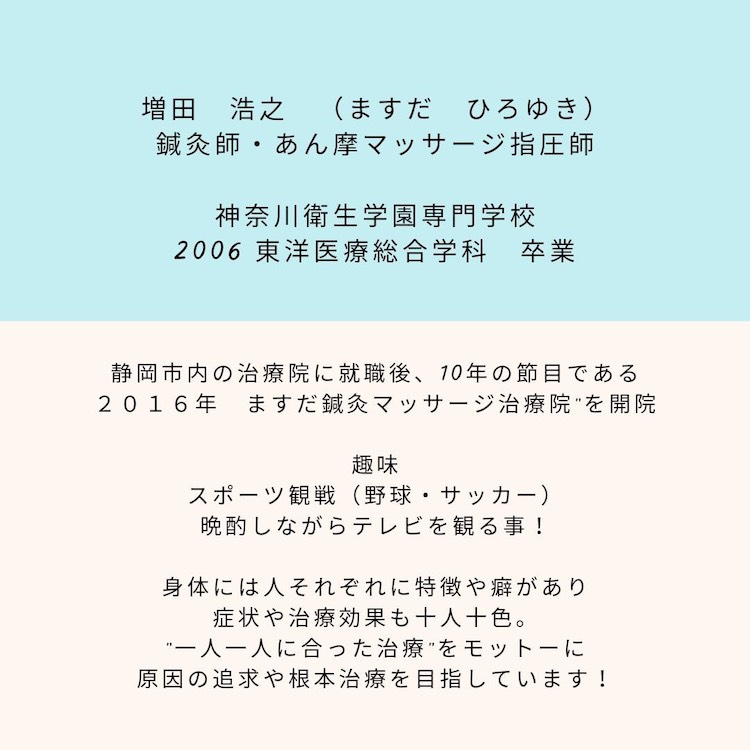 増田　浩之　（ますだ　ひろゆき）
鍼灸師・あん摩マッサージ指圧師
神奈川衛生学園専門学校
2006 東洋医療総合学科　卒業
静岡市内の治療院に就職後、10年の節目である
２０１６年　ますだ鍼灸マッサージ治療院"を開院
趣味
スポーツ観戦（野球・サッカー）
晩酌しながらテレビを観る事！
身体には人それぞれに特徴や癖があり
症状や治療効果も十人十色。
"一人一人に合った治療"をモットーに
原因の追求や根本治療を目指しています！